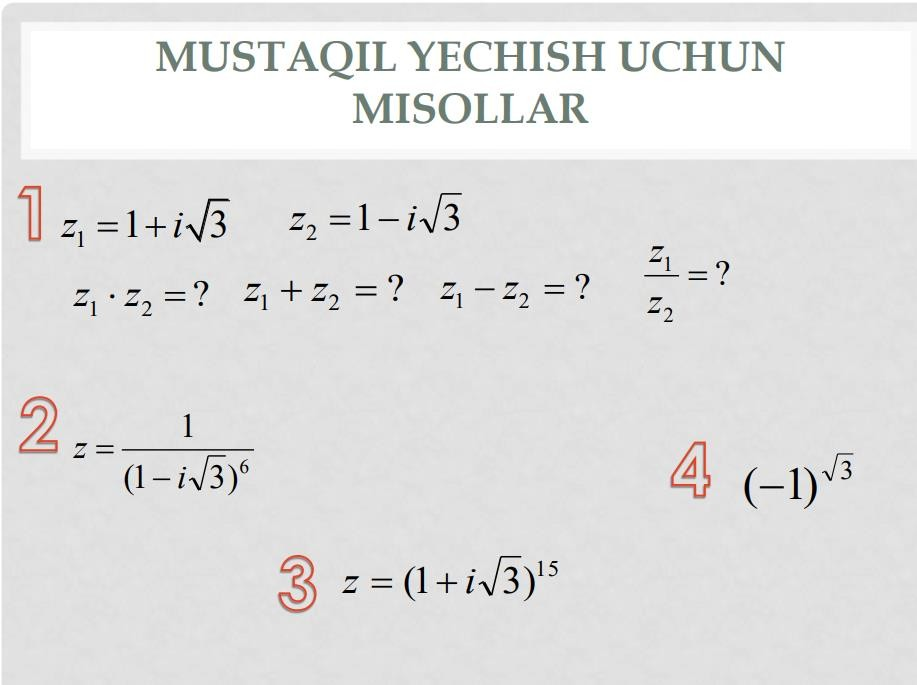 MUSTAQIL YECHISH UCHUN
MISOLLAR
1 z₁ = 1 + i√3 z₂ = 1 − i√3
z₁ · z₂ = ? z₁ + z₂ = ? z₁ − z₂ = ? z₁/z₂ = ?
2 z = 1/(1 − i√3)⁶
4 (−1)^√3
3 z = (1 + i√3)¹⁵